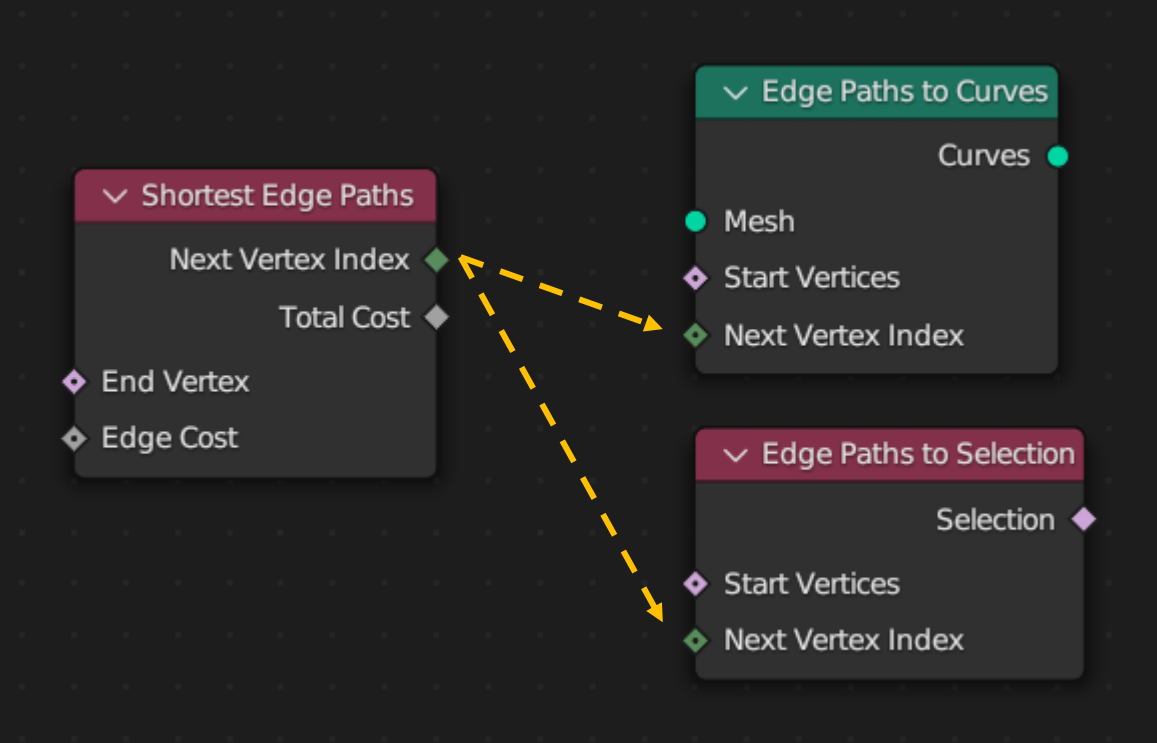 Shortest Edge Paths
Next Vertex Index
Total Cost
End Vertex
Edge Cost
Edge Paths to Curves
Curves
Mesh
Start Vertices
Next Vertex Index
Edge Paths to Selection
Selection
Start Vertices
Next Vertex Index